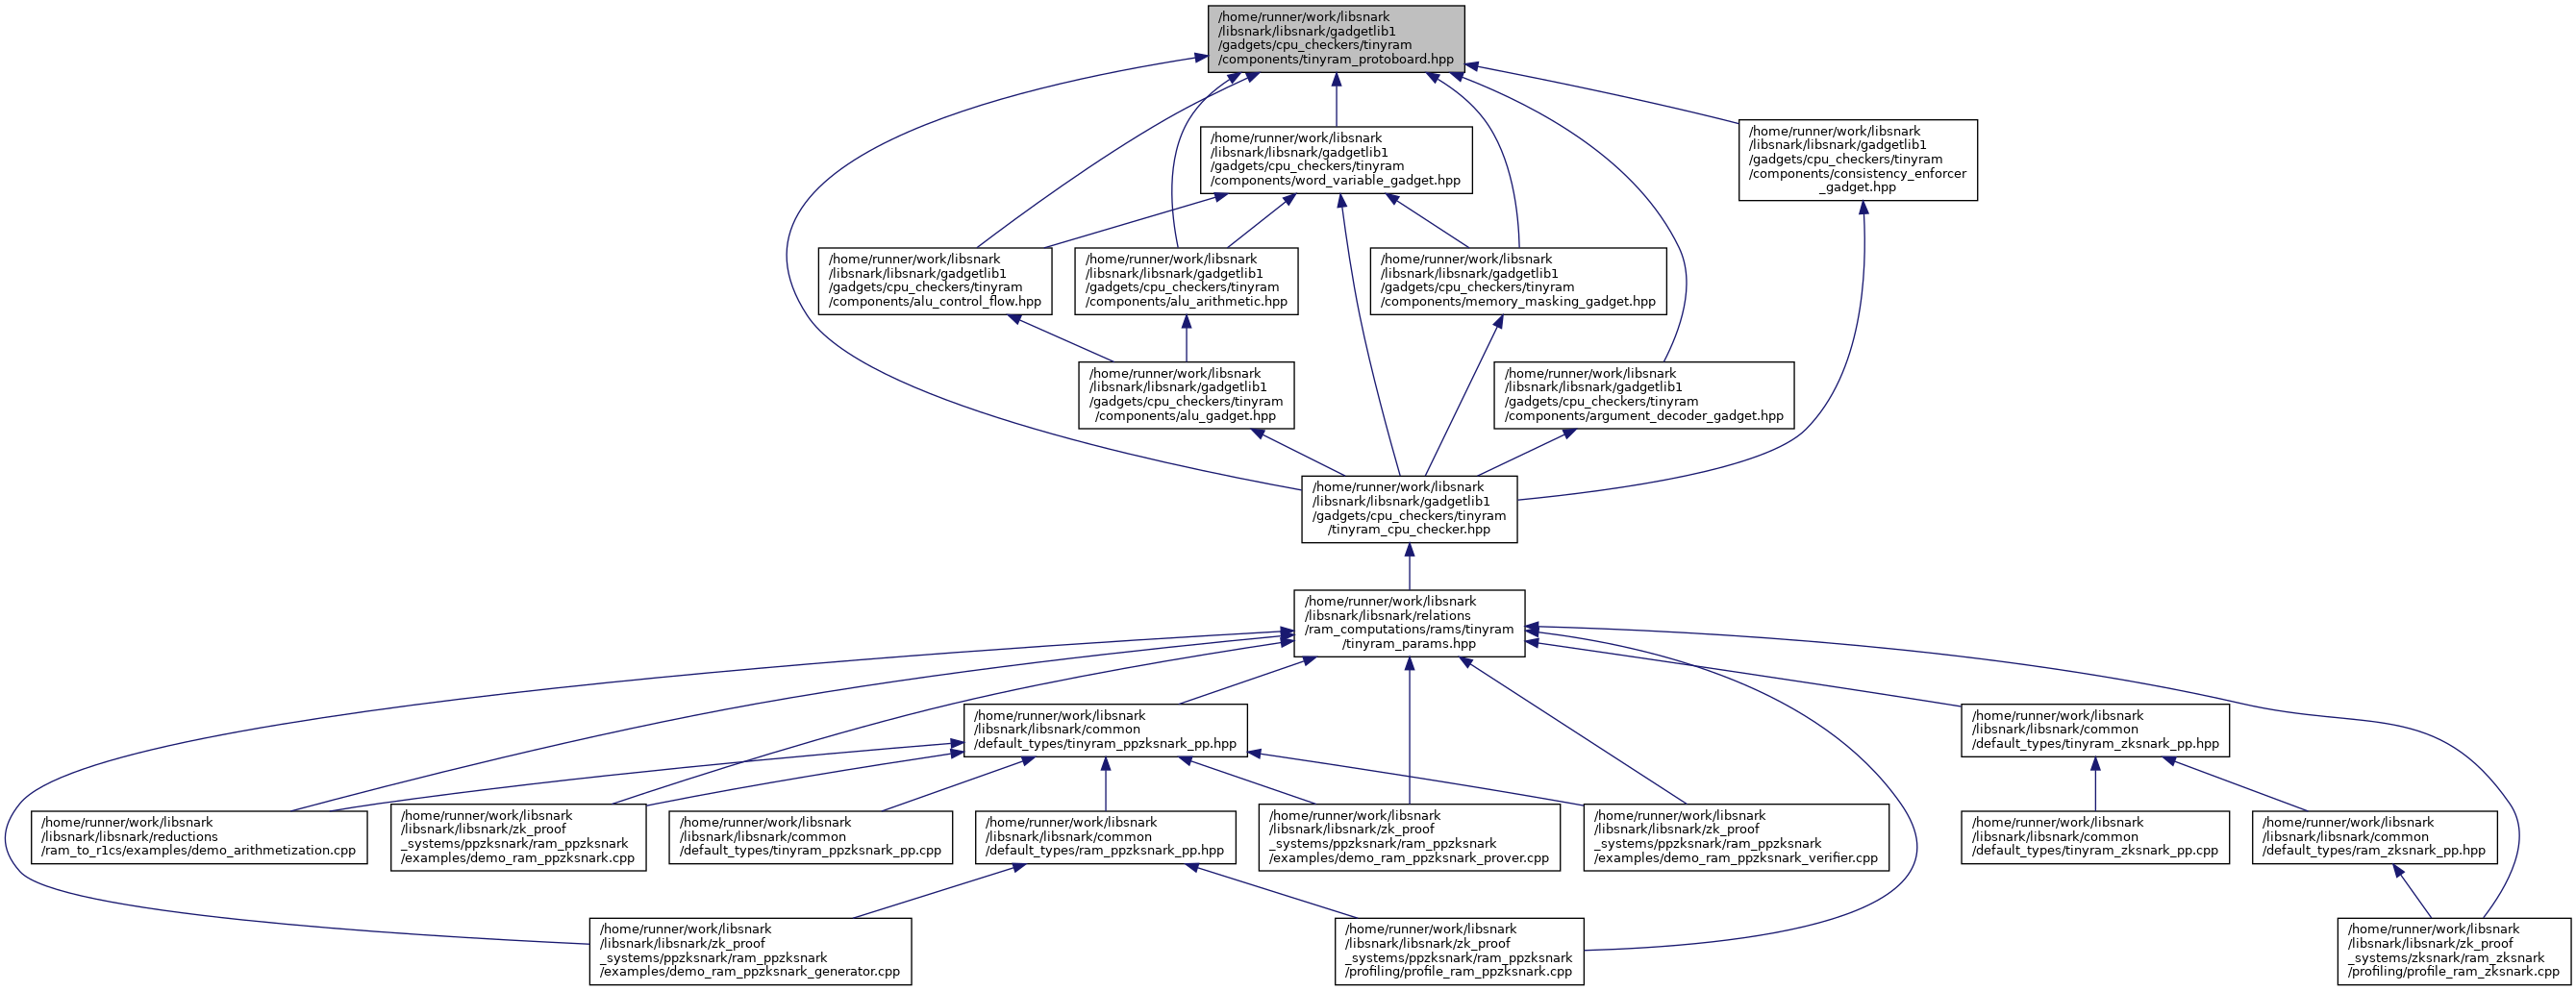 /home/runner/work/libsnark
/libsnark/libsnark/gadgetlib1
/gadgets/cpu_checkers/tinyram
/components/tinyram_protoboard.hpp
/home/runner/work/libsnark
/libsnark/libsnark/gadgetlib1
/gadgets/cpu_checkers/tinyram
/components/word_variable_gadget.hpp
/home/runner/work/libsnark
/libsnark/libsnark/gadgetlib1
/gadgets/cpu_checkers/tinyram
/components/consistency_enforcer
_gadget.hpp
/home/runner/work/libsnark
/libsnark/libsnark/gadgetlib1
/gadgets/cpu_checkers/tinyram
/components/alu_control_flow.hpp
/home/runner/work/libsnark
/libsnark/libsnark/gadgetlib1
/gadgets/cpu_checkers/tinyram
/components/alu_arithmetic.hpp
/home/runner/work/libsnark
/libsnark/libsnark/gadgetlib1
/gadgets/cpu_checkers/tinyram
/components/memory_masking_gadget.hpp
/home/runner/work/libsnark
/libsnark/libsnark/gadgetlib1
/gadgets/cpu_checkers/tinyram
/components/alu_gadget.hpp
/home/runner/work/libsnark
/libsnark/libsnark/gadgetlib1
/gadgets/cpu_checkers/tinyram
/components/argument_decoder_gadget.hpp
/home/runner/work/libsnark
/libsnark/libsnark/gadgetlib1
/gadgets/cpu_checkers/tinyram
/tinyram_cpu_checker.hpp
/home/runner/work/libsnark
/libsnark/libsnark/relations
/ram_computations/rams/tinyram
/tinyram_params.hpp
/home/runner/work/libsnark
/libsnark/libsnark/common
/default_types/tinyram_ppzksnark_pp.hpp
/home/runner/work/libsnark
/libsnark/libsnark/common
/default_types/tinyram_zksnark_pp.hpp
/home/runner/work/libsnark
/libsnark/libsnark/reductions
/ram_to_r1cs/examples/demo_arithmetization.cpp
/home/runner/work/libsnark
/libsnark/libsnark/zk_proof
_systems/ppzksnark/ram_ppzksnark
/examples/demo_ram_ppzksnark.cpp
/home/runner/work/libsnark
/libsnark/libsnark/common
/default_types/tinyram_ppzksnark_pp.cpp
/home/runner/work/libsnark
/libsnark/libsnark/common
/default_types/ram_ppzksnark_pp.hpp
/home/runner/work/libsnark
/libsnark/libsnark/zk_proof
_systems/ppzksnark/ram_ppzksnark
/examples/demo_ram_ppzksnark_prover.cpp
/home/runner/work/libsnark
/libsnark/libsnark/zk_proof
_systems/ppzksnark/ram_ppzksnark
/examples/demo_ram_ppzksnark_verifier.cpp
/home/runner/work/libsnark
/libsnark/libsnark/common
/default_types/tinyram_zksnark_pp.cpp
/home/runner/work/libsnark
/libsnark/libsnark/common
/default_types/ram_zksnark_pp.hpp
/home/runner/work/libsnark
/libsnark/libsnark/zk_proof
_systems/ppzksnark/ram_ppzksnark
/examples/demo_ram_ppzksnark_generator.cpp
/home/runner/work/libsnark
/libsnark/libsnark/zk_proof
_systems/ppzksnark/ram_ppzksnark
/profiling/profile_ram_ppzksnark.cpp
/home/runner/work/libsnark
/libsnark/libsnark/zk_proof
_systems/zksnark/ram_zksnark
/profiling/profile_ram_zksnark.cpp